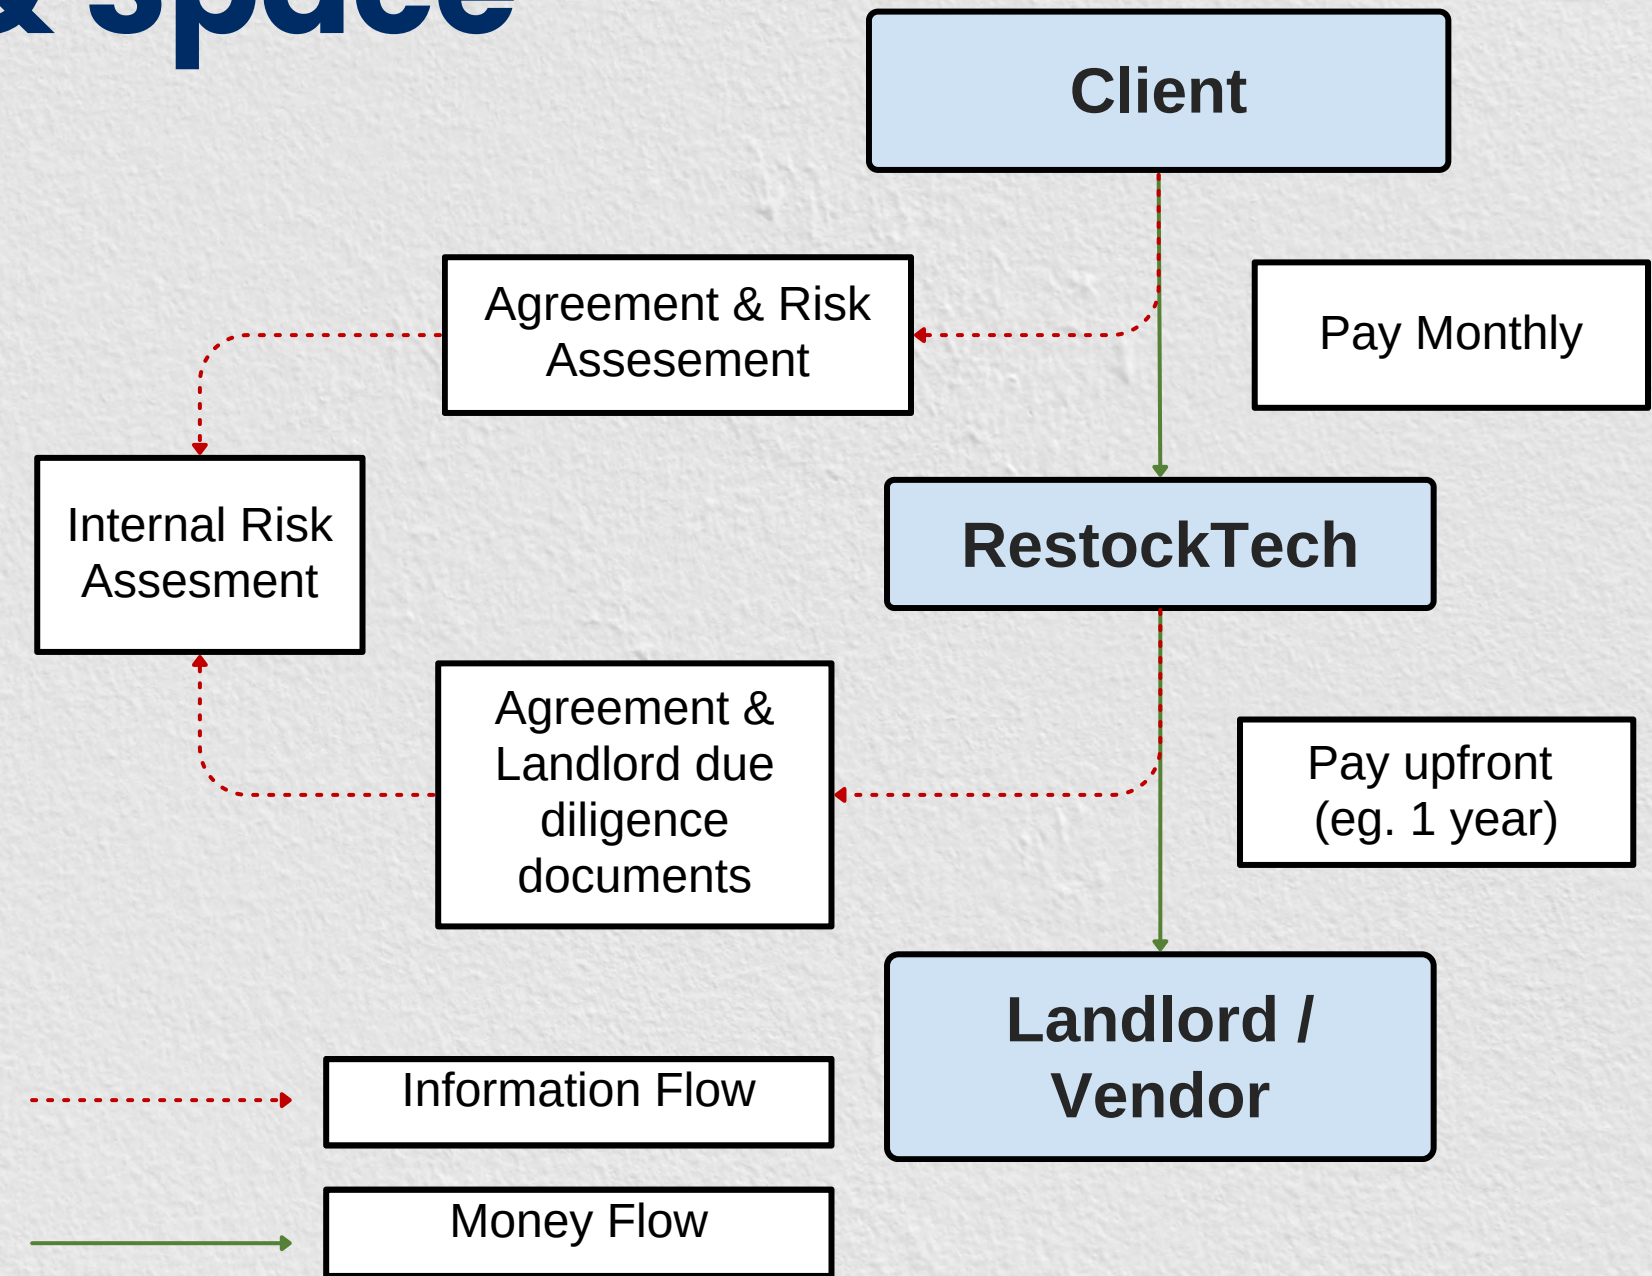 & Space
Client
Agreement & Risk
Assesement
Pay Monthly
Internal Risk
Assesment
RestockTech
Agreement &
Landlord due
diligence
documents
Pay upfront
(eg. 1 year)
Landlord /
Vendor
Information Flow
Money Flow